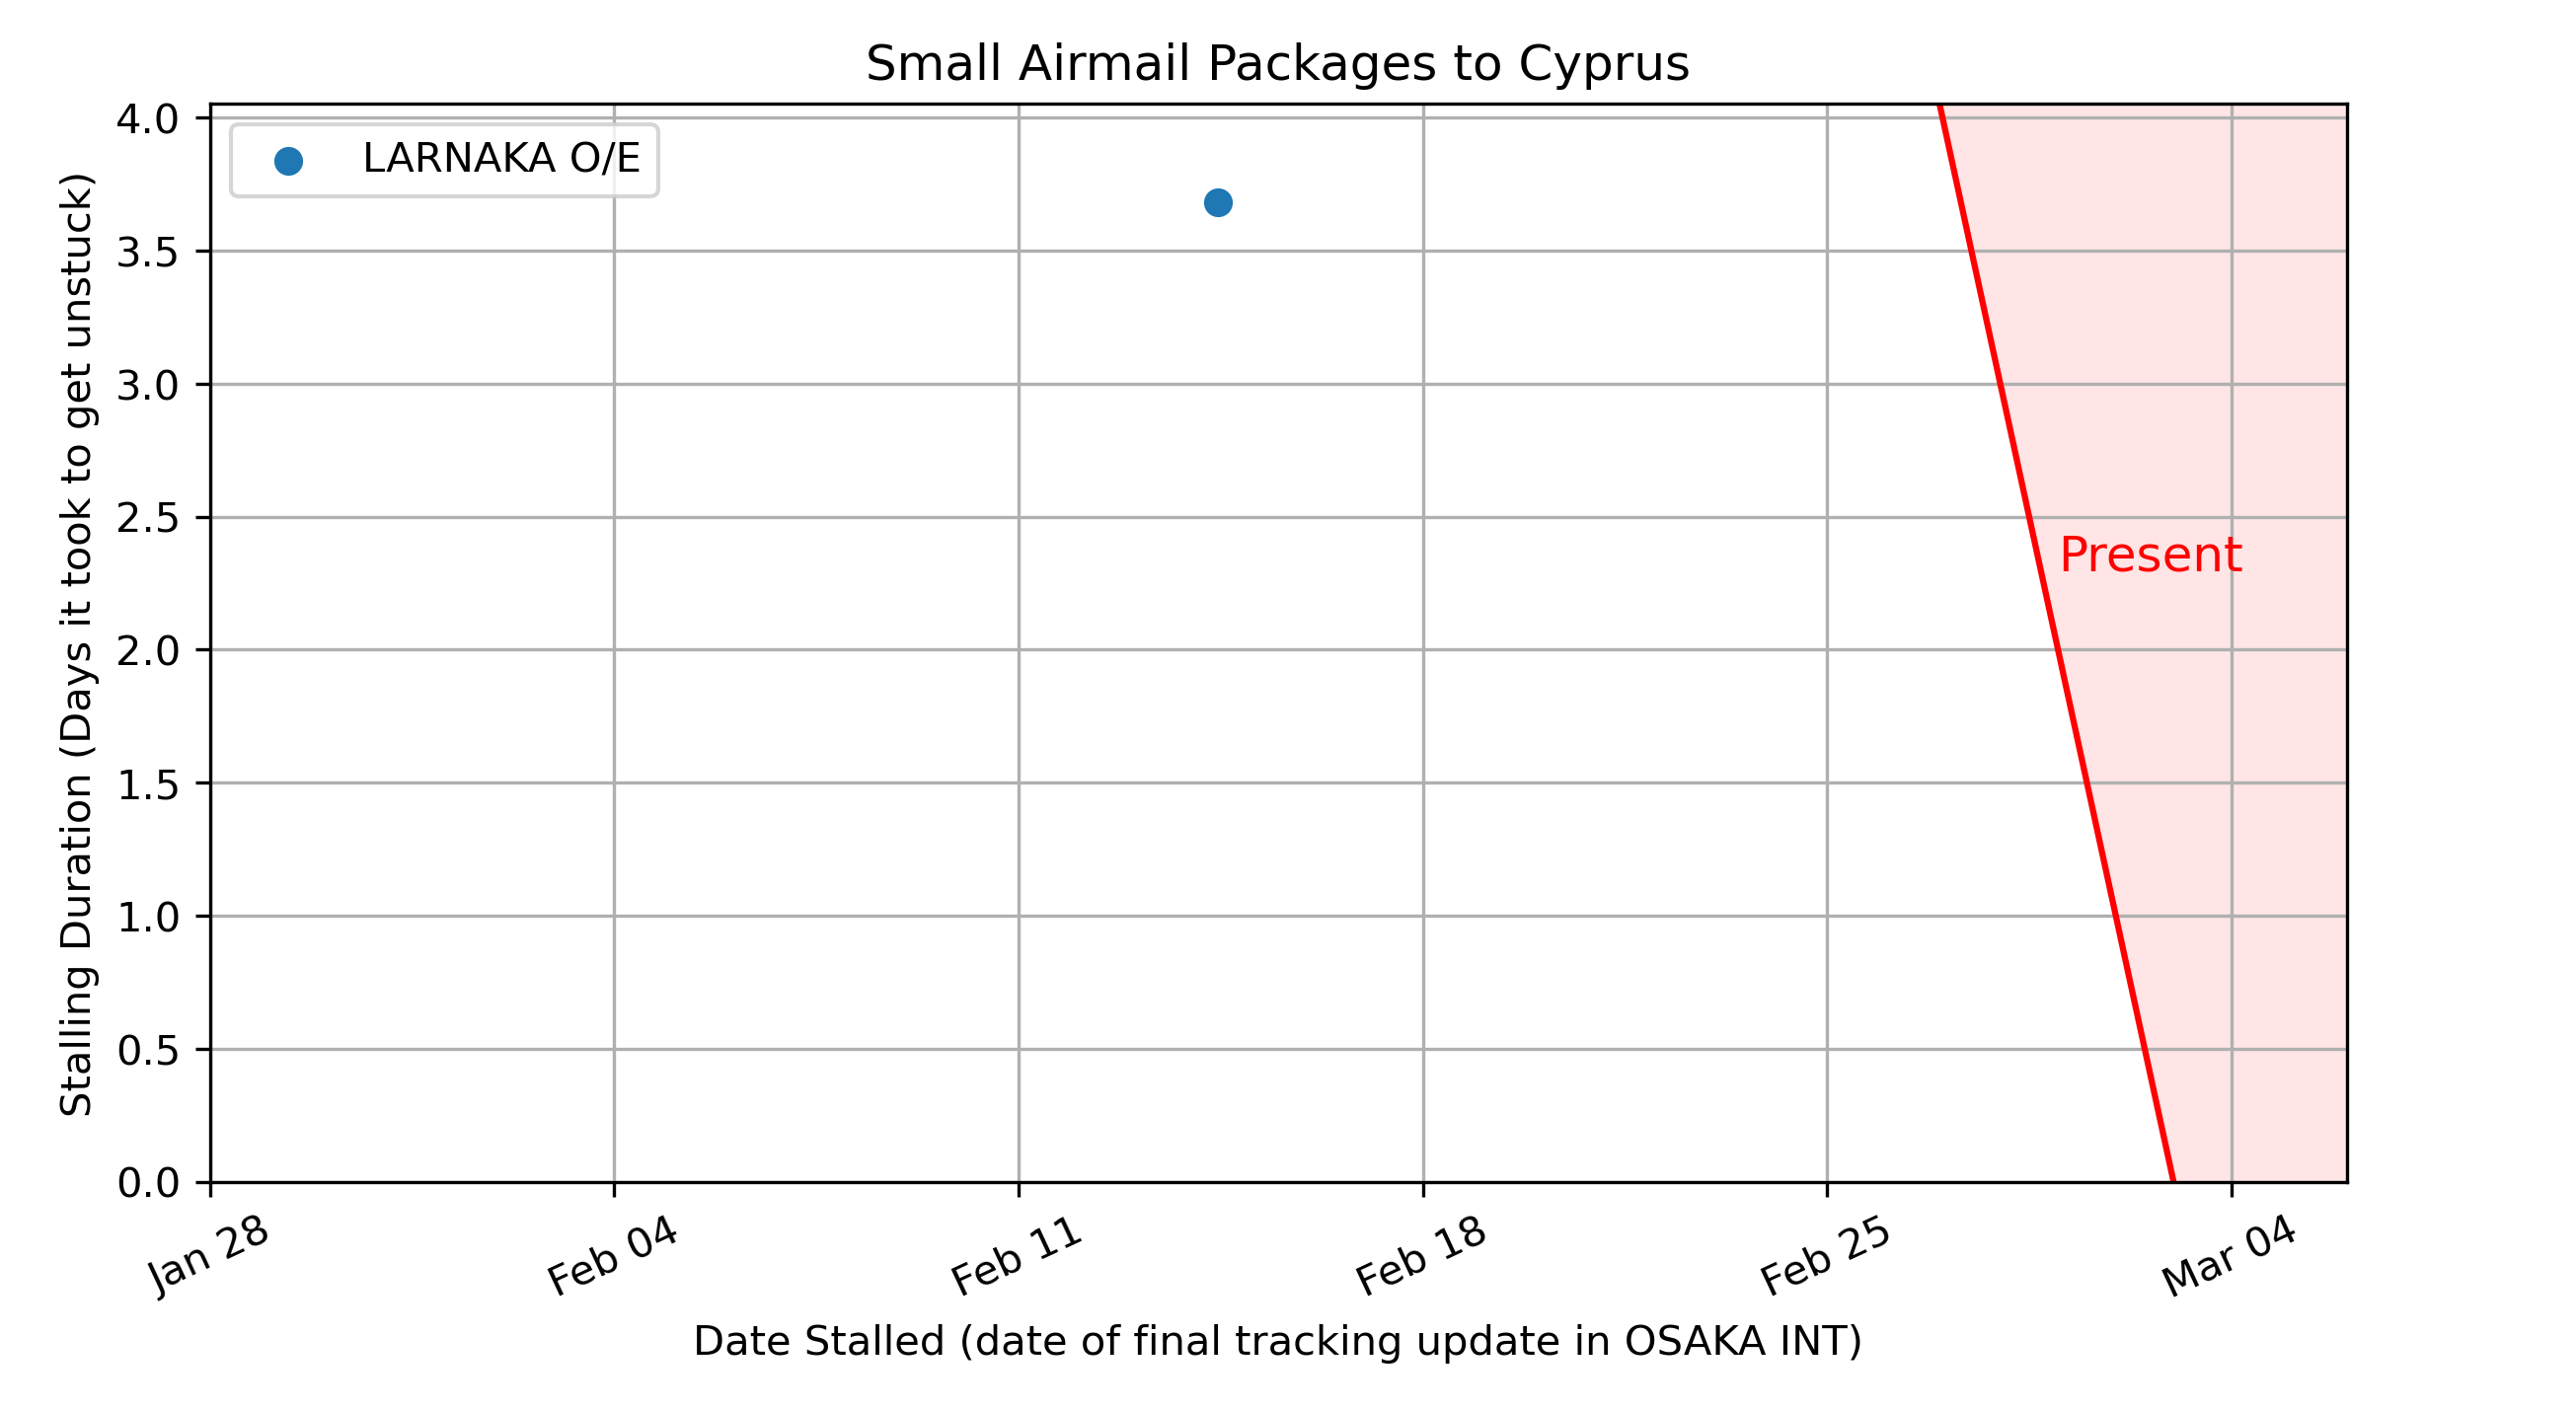 Small Airmail Packages to Cyprus
LARNAKA O/E
Present
4.0
3.5
3.0
2.5
2.0
1.5
1.0
0.5
0.0
Stalling Duration (Days it took to get unstuck)
Jan 28
Feb 04
Feb 11
Feb 18
Feb 25
Mar 04
Date Stalled (date of final tracking update in OSAKA INT)